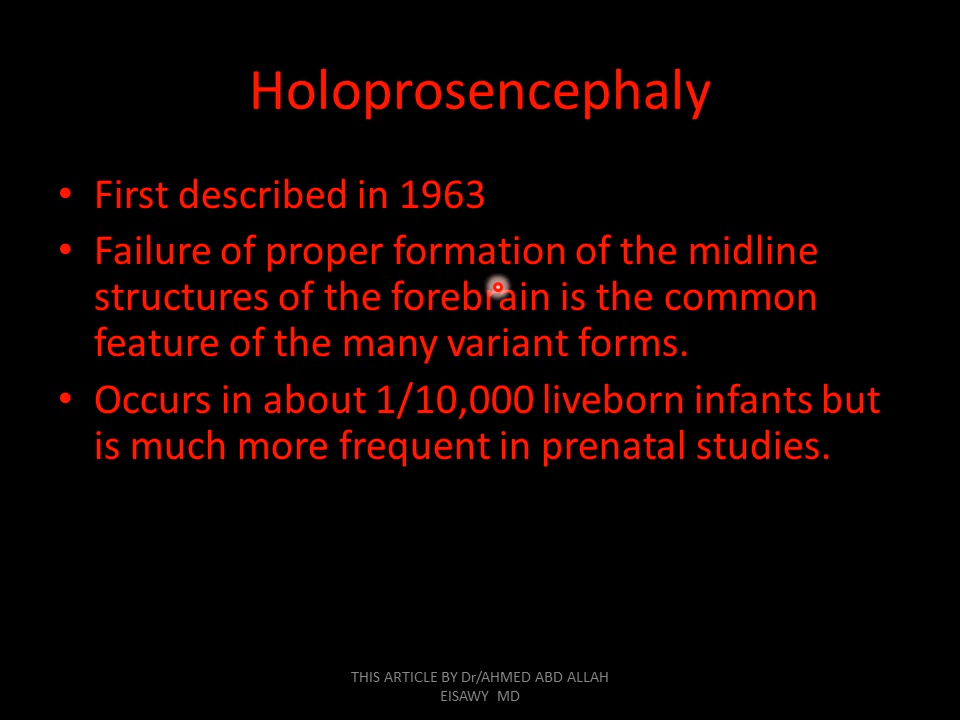 Holoprosencephaly
• First described in 1963
• Failure of proper formation of the midline
structures of the forebrain is the common
feature of the many variant forms.
• Occurs in about 1/10,000 liveborn infants but
is much more frequent in prenatal studies.
THIS ARTICLE BY Dr/AHMED ABD ALLAH
EISAWY MD